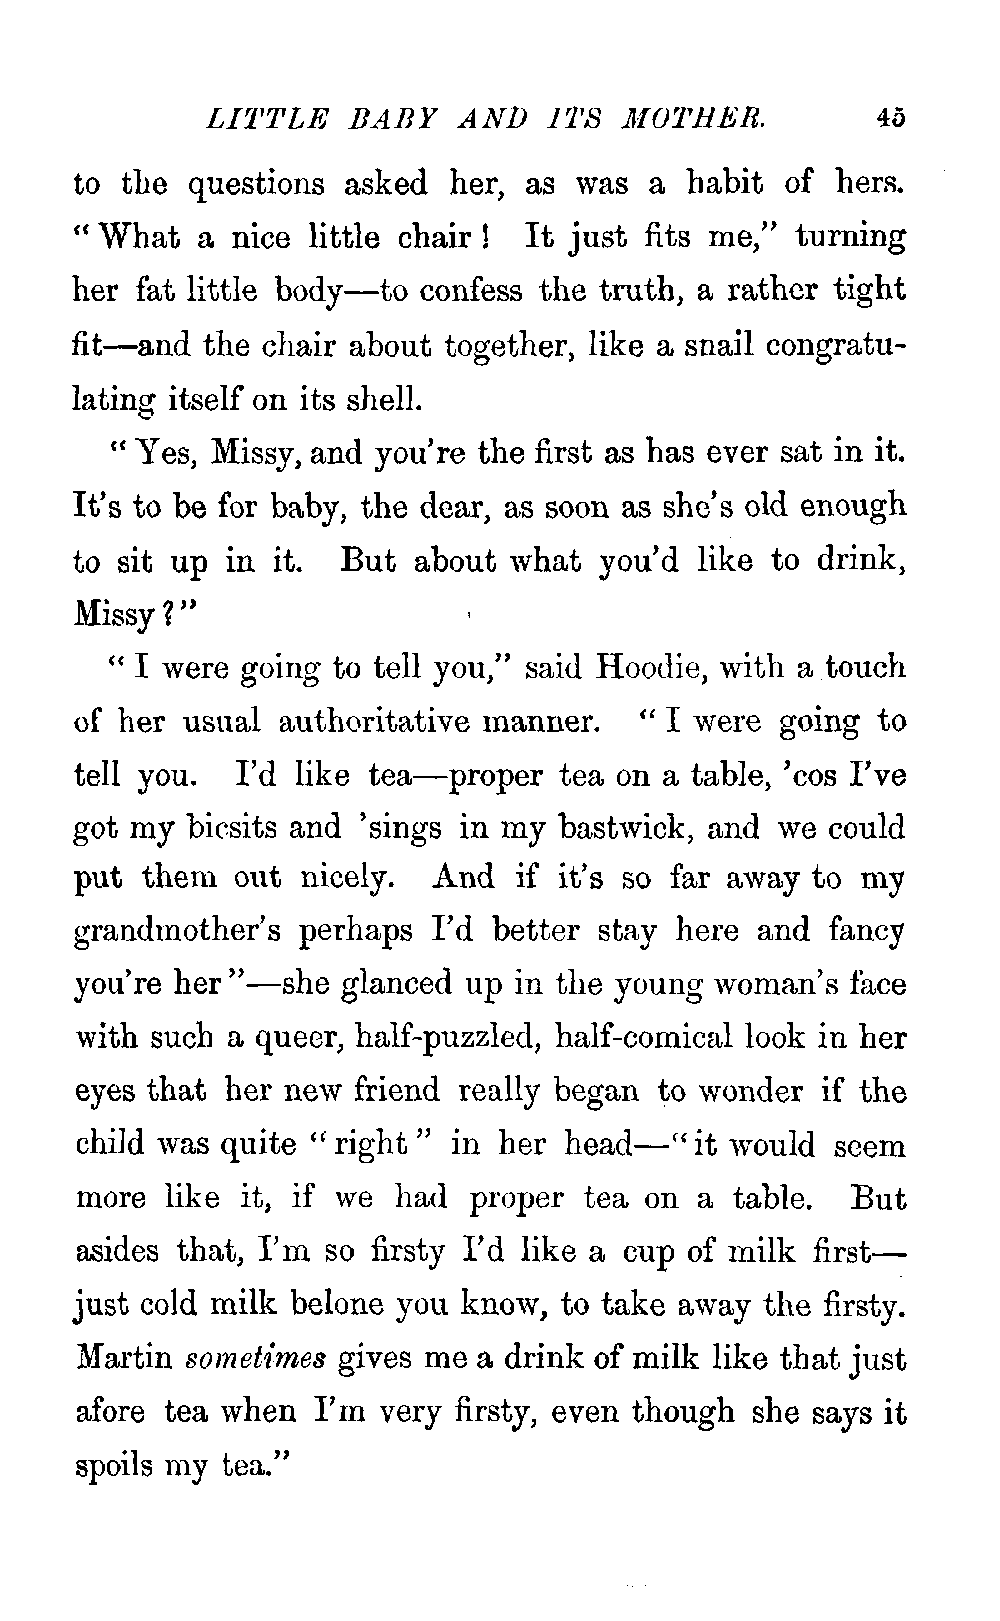 LITTLE BABY AND ITS MOTHER. 45
to the questions asked her, as was a habit of hers.
“What a nice little chair! It just fits me,” turning
her fat little body—to confess the truth, a rather tight
fit—and the chair about together, like a snail congratu-
lating itself on its shell.
“Yes, Missy, and you’re the first as has ever sat in it.
It’s to be for baby, the dear, as soon as she’s old enough
to sit up in it. But about what you’d like to drink,
Missy?”
“I were going to tell you,” said Hoodie, with a touch
of her usual authoritative manner. “I were going to
tell you. I’d like tea—proper tea on a table, ’cos I’ve
got my bicsits and ’sings in my bastwick, and we could
put them out nicely. And if it’s so far away to my
grandmother’s perhaps I’d better stay here and fancy
you’re her”—she glanced up in the young woman’s face
with such a queer, half-puzzled, half-comical look in her
eyes that her new friend really began to wonder if the
child was quite “right” in her head—“it would seem
more like it, if we had proper tea on a table. But
asides that, I’m so firsty I’d like a cup of milk first—
just cold milk belone you know, to take away the firsty.
Martin sometimes gives me a drink of milk like that just
afore tea when I’m very firsty, even though she says it
spoils my tea.”